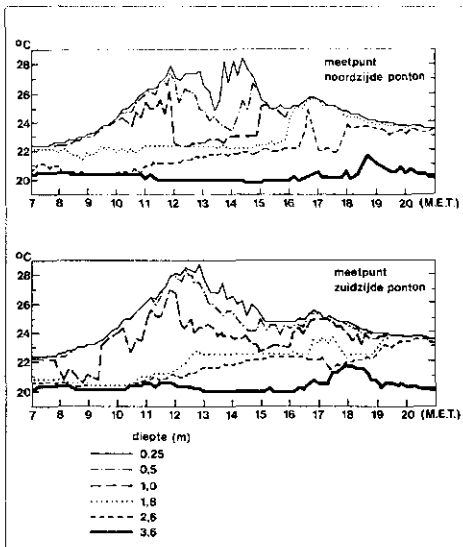 °C
28
26
24
22
20
meetpunt
noordzijde ponton
7 8 9 10 11 12 13 14 15 16 17 18 19 20 (M.E.T.)
°C
28
26
24
22
20
meetpunt
zuidzijde ponton
7 8 9 10 11 12 13 14 15 16 17 18 19 20 (M.E.T.)
diepte (m)
0,25
0,5
1,0
1,8
2,6
3,6